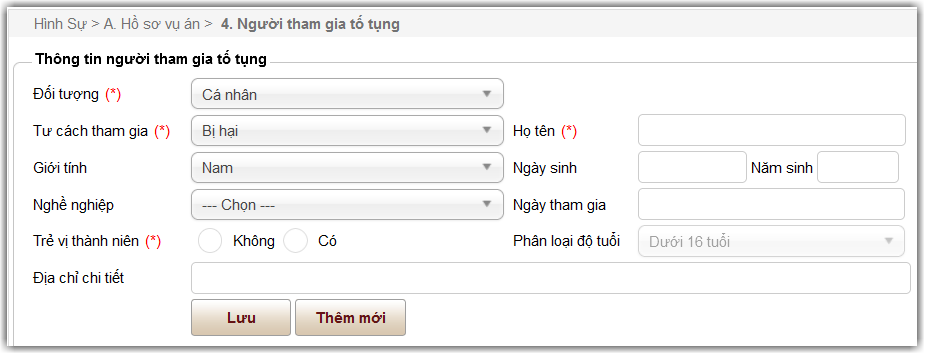 Hình Sự > A. Hồ sơ vụ án > 4. Người tham gia tố tụng
Thông tin người tham gia tố tụng
Đối tượng (*) Cá nhân
Tư cách tham gia (*) Bị hại Họ tên (*)
Giới tính Nam Ngày sinh Năm sinh
Nghề nghiệp --- Chọn --- Ngày tham gia
Trẻ vị thành niên (*) Không Có Phân loại độ tuổi Dưới 16 tuổi
Địa chỉ chi tiết
Lưu Thêm mới